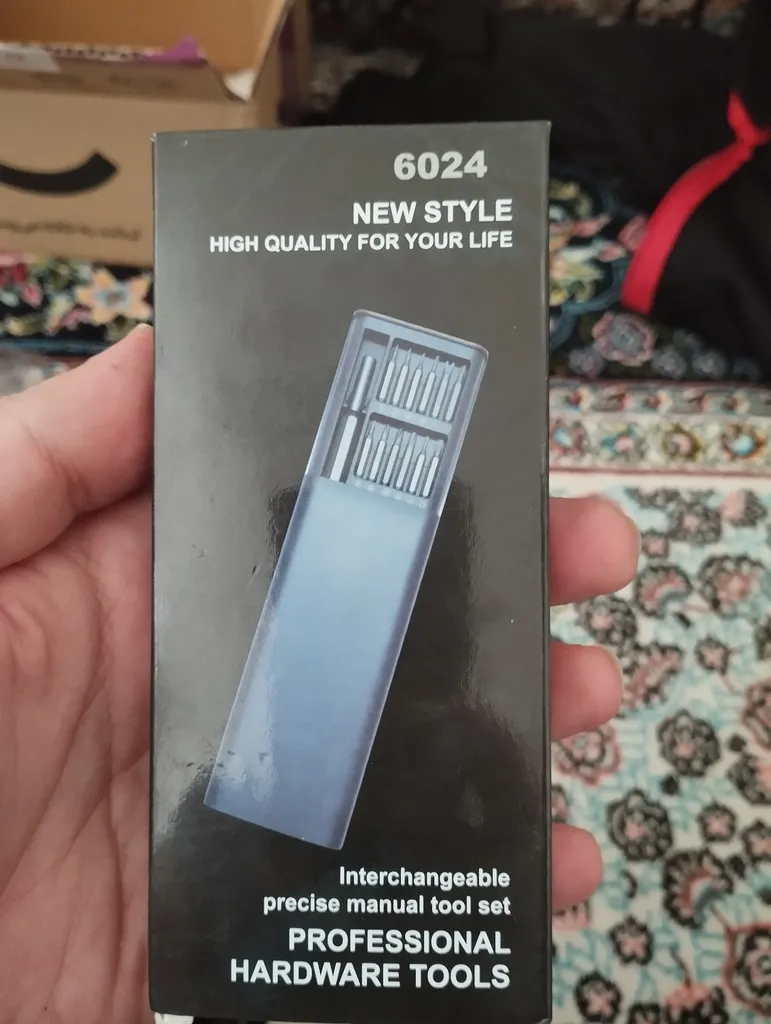 6024
NEW STYLE
HIGH QUALITY FOR YOUR LIFE
Interchangeable
precise manual tool set
PROFESSIONAL
HARDWARE TOOLS